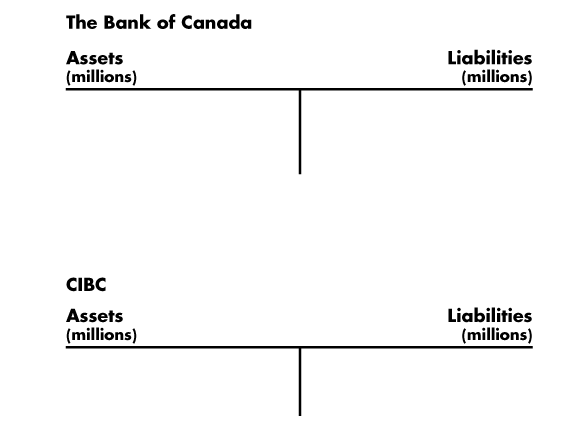 The Bank of Canada
Assets Liabilities
(millions) (millions)
CIBC
Assets Liabilities
(millions) (millions)